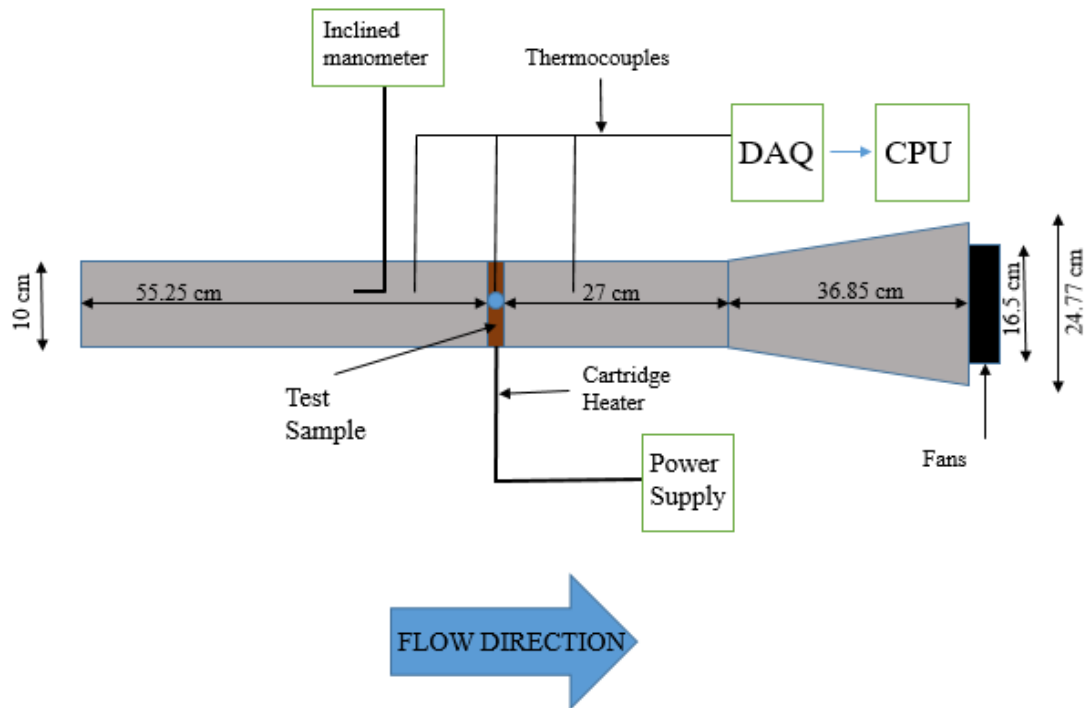 Inclined
manometer
Thermocouples
DAQ
CPU
10 cm
55.25 cm
27 cm
36.85 cm
16.5 cm
24.77 cm
Test
Sample
Cartridge
Heater
Fans
Power
Supply
FLOW DIRECTION